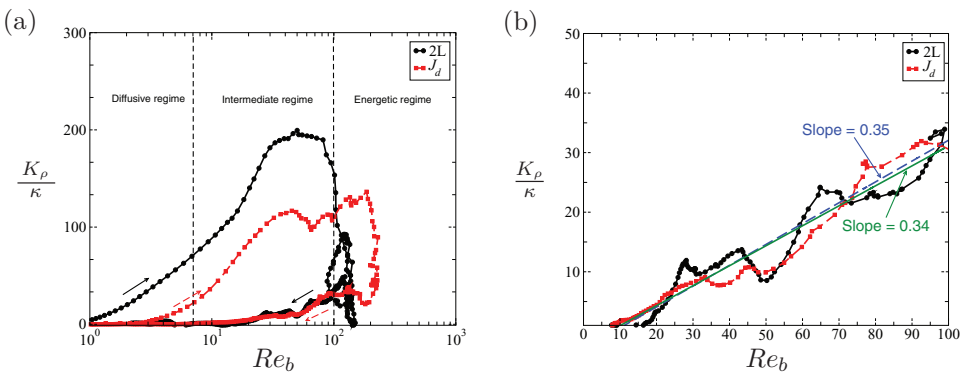 (a)
300
200
100
0
K_ρ
κ
Diffusive regime
Intermediate regime
Energetic regime
2L
J_d
10^0
10^1
10^2
10^3
Re_b
(b)
50
40
30
20
10
K_ρ
κ
2L
J_d
Slope = 0.35
Slope = 0.34
0 10 20 30 40 50 60 70 80 90 100
Re_b